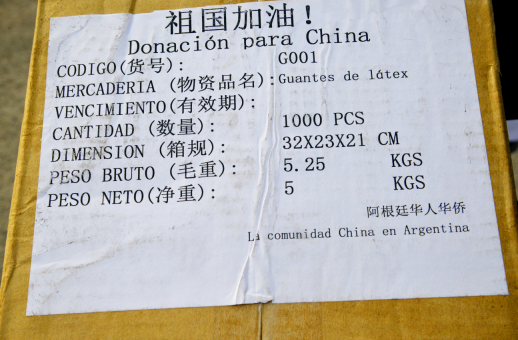 祖国加油!
Donación para China
CODIGO(货号): G001
MERCADERIA (物资品名): Guantes de látex
VENCIMIENTO(有效期):
CANTIDAD (数量): 1000 PCS
DIMENSION (箱规): 32X23X21 CM
PESO BRUTO (毛重): 5.25 KGS
PESO NETO(净重): 5 KGS
阿根廷华人华侨
La comunidad China en Argentina